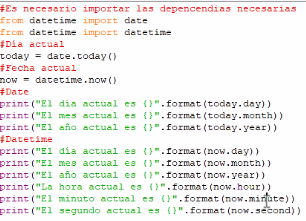 #Es necesario importar las depencendias necesarias
from datetime import date
from datetime import datetime
#Día actual
today = date.today()
#Fecha actual
now = datetime.now()
#Date
print("El día actual es {}".format(today.day))
print("El mes actual es {}".format(today.month))
print("El año actual es {}".format(today.year))
#Datetime
print("El día actual es {}".format(now.day))
print("El mes actual es {}".format(now.month))
print("El año actual es {}".format(now.year))
print("La hora actual es {}".format(now.hour))
print("El minuto actual es {}".format(now.minute))
print("El segundo actual es {}".format(now.second))